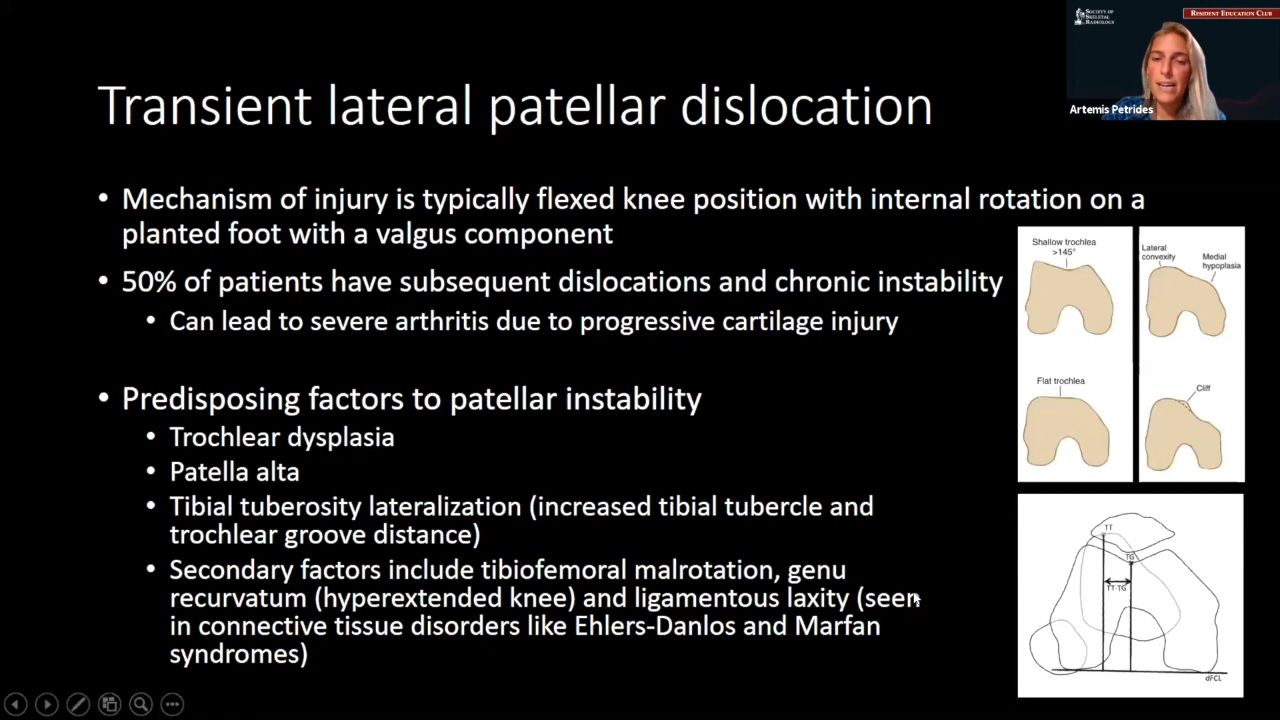 SOCIETY OF
SKELETAL
RADIOLOGY
RESIDENT EDUCATION CLUB
Artemis Petrides
Transient lateral patellar dislocation
• Mechanism of injury is typically flexed knee position with internal rotation on a
planted foot with a valgus component
• 50% of patients have subsequent dislocations and chronic instability
• Can lead to severe arthritis due to progressive cartilage injury
• Predisposing factors to patellar instability
• Trochlear dysplasia
• Patella alta
• Tibial tuberosity lateralization (increased tibial tubercle and
trochlear groove distance)
• Secondary factors include tibiofemoral malrotation, genu
recurvatum (hyperextended knee) and ligamentous laxity (seen
in connective tissue disorders like Ehlers-Danlos and Marfan
syndromes)
Shallow trochlea
>145°
Lateral
convexity
Medial
hypoplasia
Flat trochlea
Cliff
TT
TG
TT-TG
dFCL